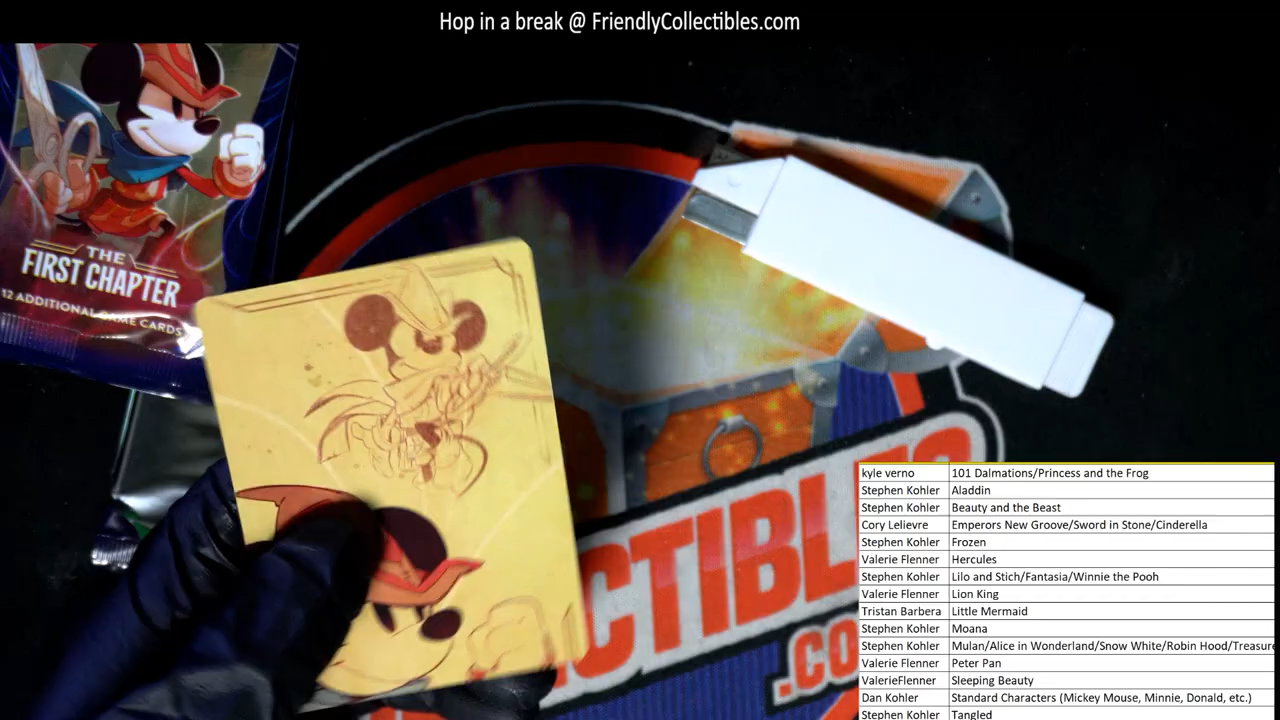 Hop in a break @ FriendlyCollectibles.com
THE
FIRST CHAPTER
12 ADDITIONAL GAME CARDS
CTIBLES
.CO
kyle verno 101 Dalmations/Princess and the Frog
Stephen Kohler Aladdin
Stephen Kohler Beauty and the Beast
Cory Lelievre Emperors New Groove/Sword in Stone/Cinderella
Stephen Kohler Frozen
Valerie Flenner Hercules
Stephen Kohler Lilo and Stich/Fantasia/Winnie the Pooh
Valerie Flenner Lion King
Tristan Barbera Little Mermaid
Stephen Kohler Moana
Stephen Kohler Mulan/Alice in Wonderland/Snow White/Robin Hood/Treasure
Valerie Flenner Peter Pan
ValerieFlenner Sleeping Beauty
Dan Kohler Standard Characters (Mickey Mouse, Minnie, Donald, etc.)
Stephen Kohler Tangled